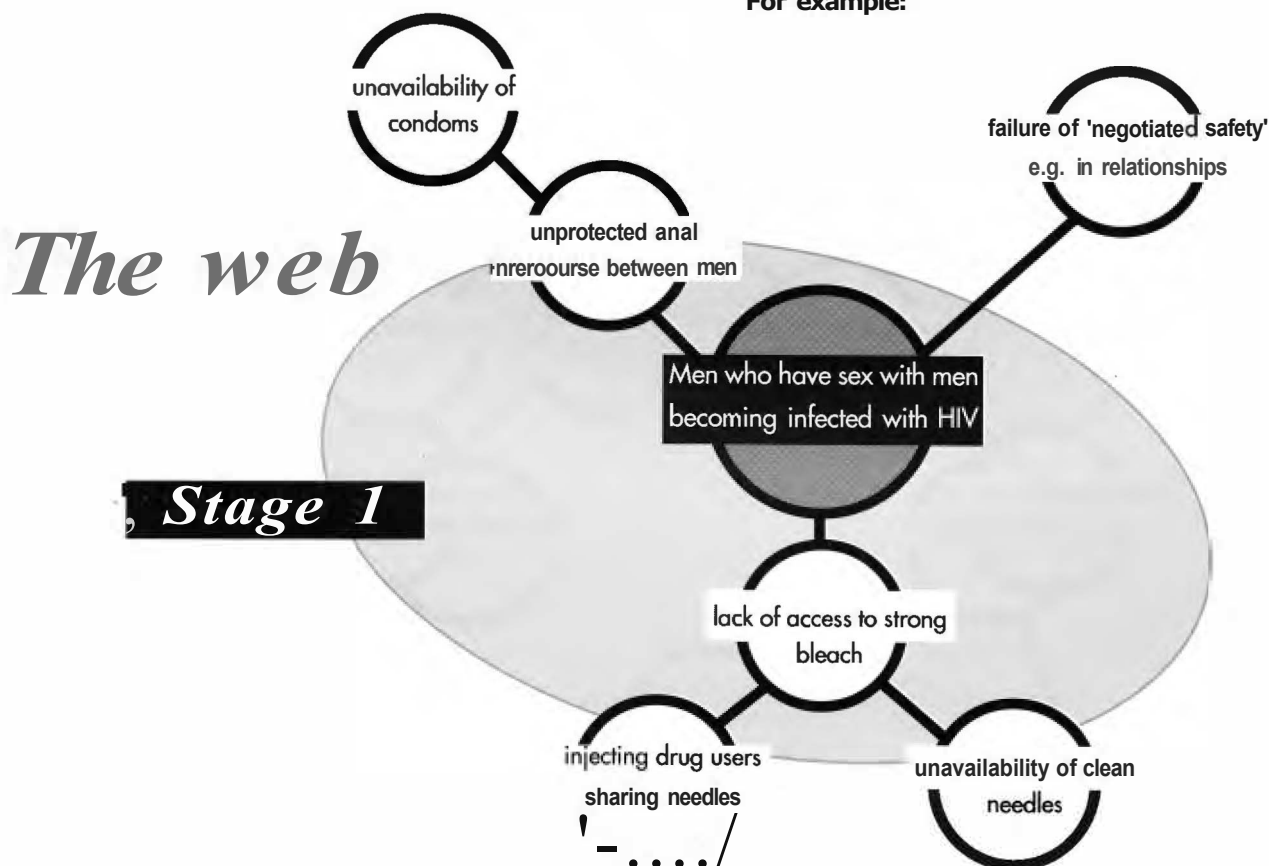 For example:
unavailability of
condoms
failure of 'negotiated safety'
e.g. in relationships
unprotected anal
between men
The web
Men who have sex with men
becoming infected with HIV
Stage 1
lack of access to strong
bleach
injecting drug users
sharing needles
unavailability of clean
needles